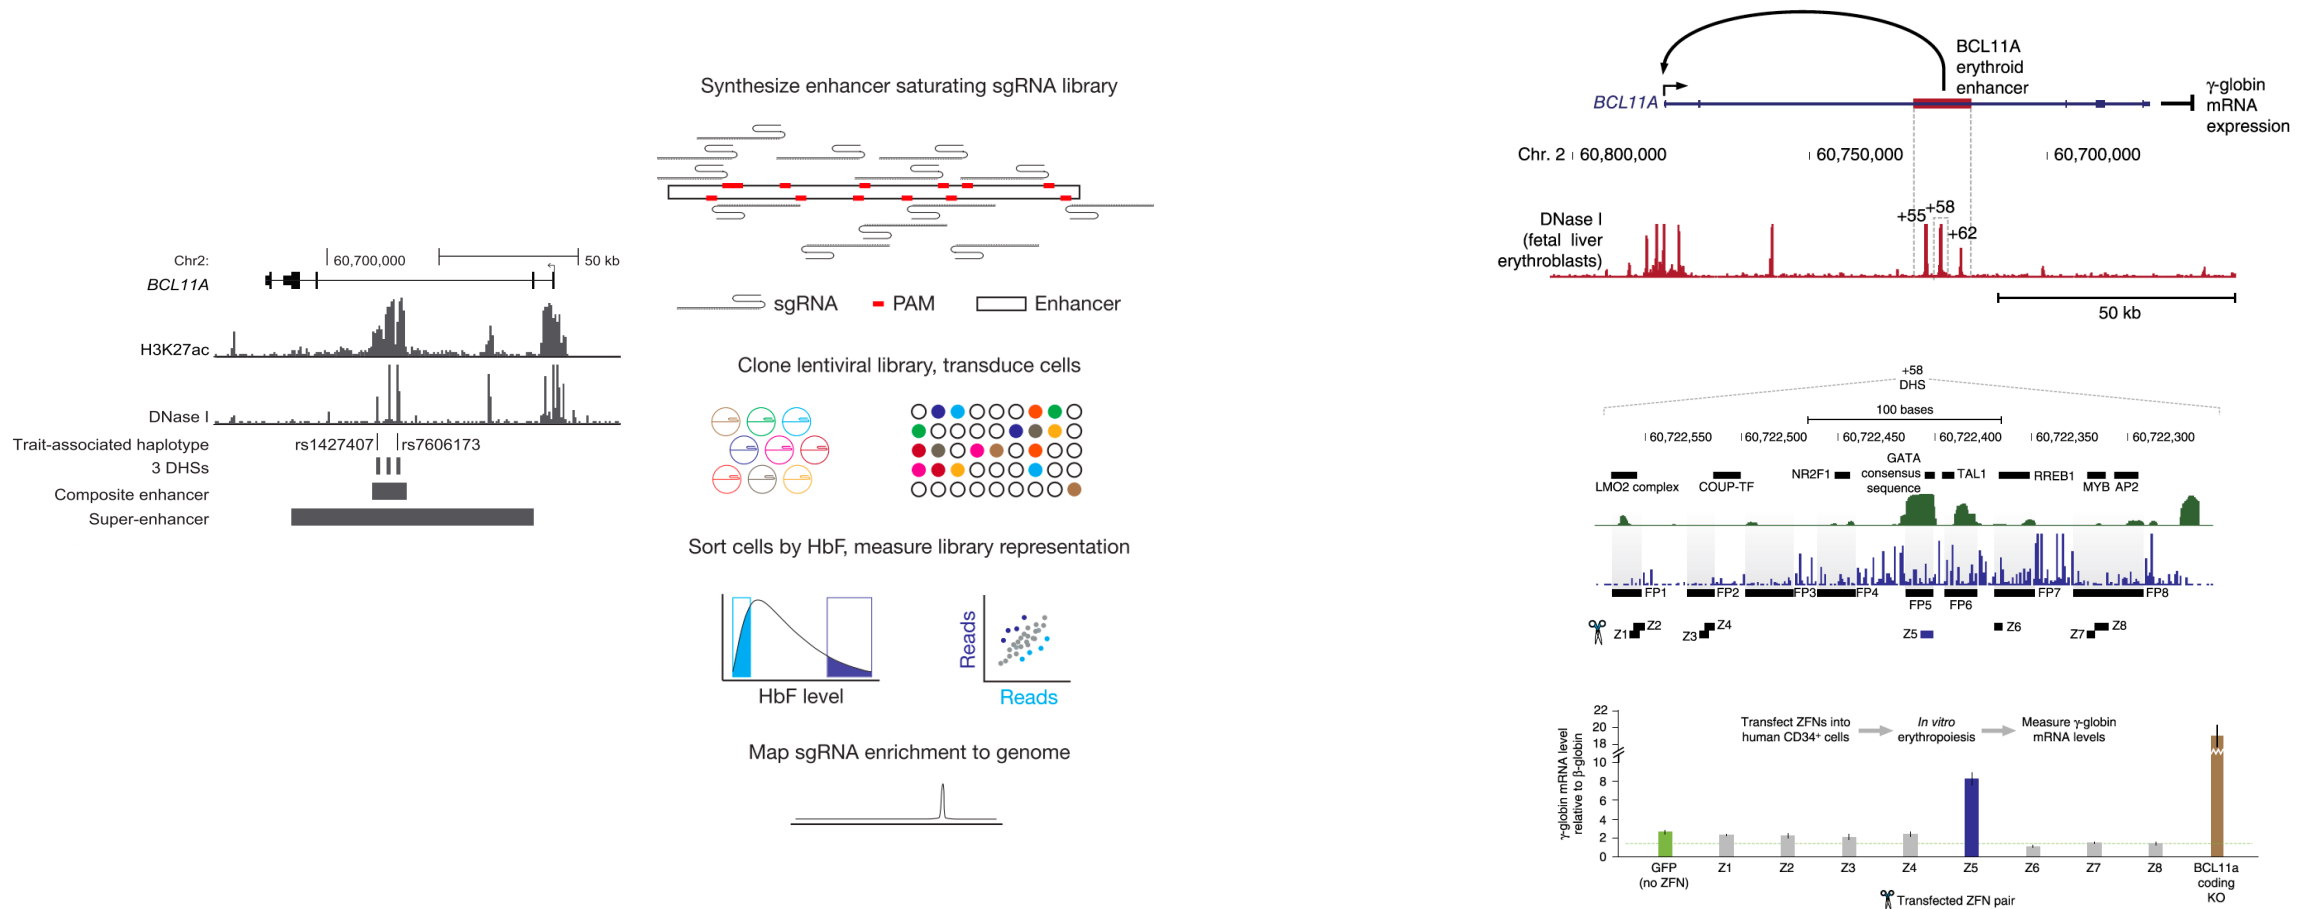 Chr2:
60,700,000
50 kb
BCL11A
H3K27ac
DNase I
Trait-associated haplotype
rs1427407
rs7606173
3 DHSs
Composite enhancer
Super-enhancer
Synthesize enhancer saturating sgRNA library
sgRNA
PAM
Enhancer
Clone lentiviral library, transduce cells
Sort cells by HbF, measure library representation
HbF level
Reads
Reads
Map sgRNA enrichment to genome
BCL11A
erythroid
enhancer
BCL11A
γ-globin
mRNA
expression
Chr. 2
60,800,000
60,750,000
60,700,000
+55
+58
+62
DNase I
(fetal liver
erythroblasts)
50 kb
+58
DHS
100 bases
60,722,550
60,722,500
60,722,450
60,722,400
60,722,350
60,722,300
LMO2 complex
COUP-TF
NR2F1
GATA
consensus
sequence
TAL1
RREB1
MYB
AP2
FP1
FP2
FP3
FP4
FP5
FP6
FP7
FP8
Z1
Z2
Z3
Z4
Z5
Z6
Z7
Z8
γ-globin mRNA level
relative to β-globin
22
20
18
10
8
6
4
2
0
Transfect ZFNs into
human CD34⁺ cells
In vitro
erythropoiesis
Measure γ-globin
mRNA levels
GFP
(no ZFN)
Z1
Z2
Z3
Z4
Z5
Z6
Z7
Z8
BCL11a
coding
KO
Transfected ZFN pair